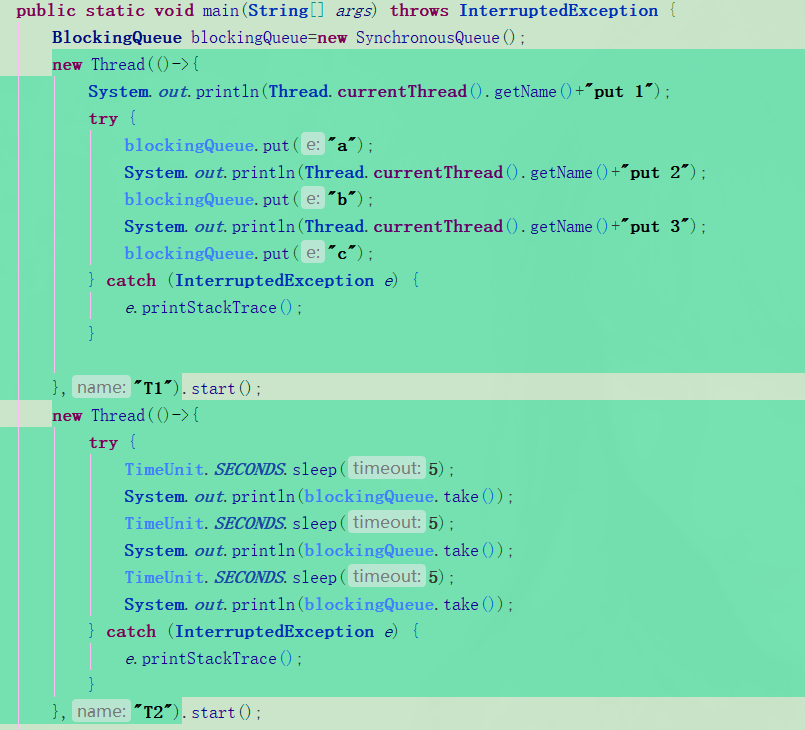 public static void main(String[] args) throws InterruptedException {
BlockingQueue blockingQueue=new SynchronousQueue();
new Thread(()->{
System.out.println(Thread.currentThread().getName()+"put 1");
try {
blockingQueue.put( e: "a");
System.out.println(Thread.currentThread().getName()+"put 2");
blockingQueue.put( e: "b");
System.out.println(Thread.currentThread().getName()+"put 3");
blockingQueue.put( e: "c");
} catch (InterruptedException e) {
e.printStackTrace();
}
}, name: "T1").start();
new Thread(()->{
try {
TimeUnit.SECONDS.sleep( timeout: 5);
System.out.println(blockingQueue.take());
TimeUnit.SECONDS.sleep( timeout: 5);
System.out.println(blockingQueue.take());
TimeUnit.SECONDS.sleep( timeout: 5);
System.out.println(blockingQueue.take());
} catch (InterruptedException e) {
e.printStackTrace();
}
}, name: "T2").start();